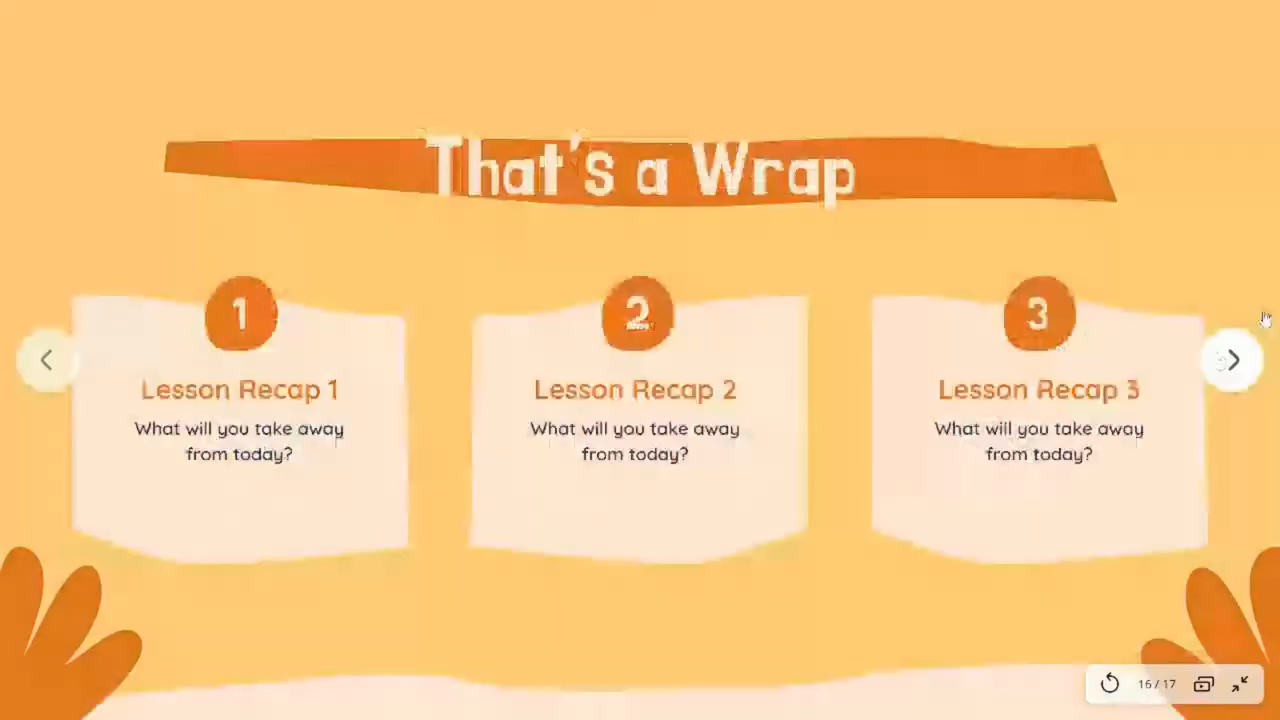 That's a Wrap
1
Lesson Recap 1
What will you take away
from today?
2
Lesson Recap 2
What will you take away
from today?
3
Lesson Recap 3
What will you take away
from today?
16 / 17